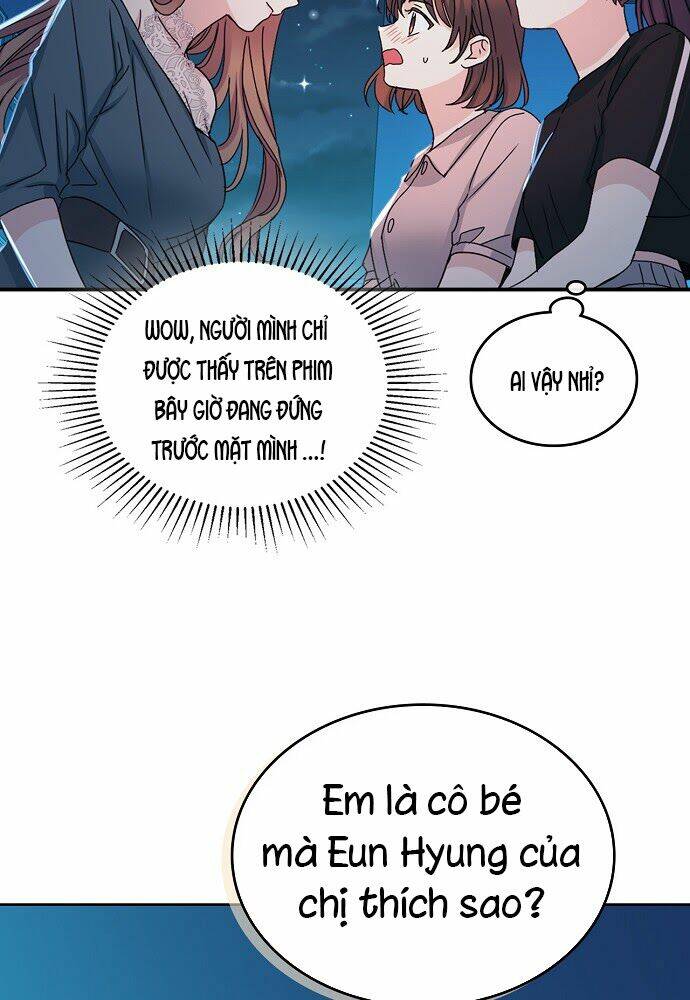 WOW, NGƯỜI MÌNH CHỈ
ĐƯỢC THẤY TRÊN PHIM
BÂY GIỜ ĐANG ĐỨNG
TRƯỚC MẶT MÌNH ...!
AI VẬY NHỈ?
Em là cô bé
mà Eun Hyung của
chị thích sao?